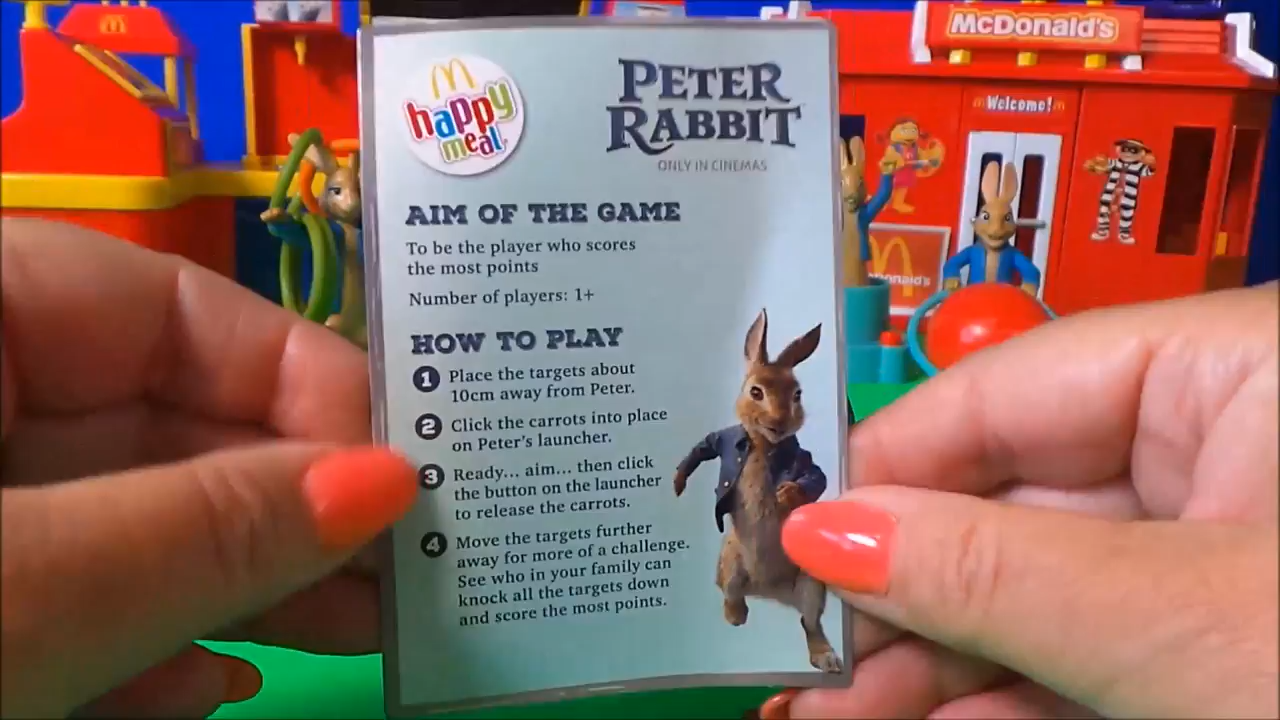 McDonald's
Welcome!
happy
meal
PETER
RABBIT
ONLY IN CINEMAS
AIM OF THE GAME
To be the player who scores
the most points
Number of players: 1+
HOW TO PLAY
1 Place the targets about
10cm away from Peter.
2 Click the carrots into place
on Peter's launcher.
3 Ready... aim... then click
the button on the launcher
to release the carrots.
4 Move the targets further
away for more of a challenge.
See who in your family can
knock all the targets down
and score the most points.